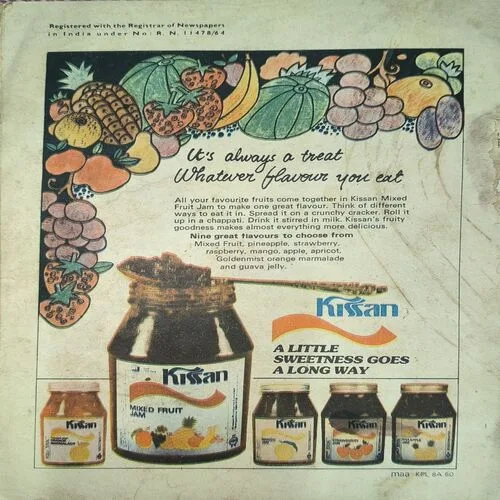 Registered with the Registrar of Newspapers
in India under No: R. N. 11478/64
It's always a treat
Whatever flavour you eat
All your favourite fruits come together in Kissan Mixed
Fruit Jam to make one great flavour. Think of different
ways to eat it in. Spread it on a crunchy cracker. Roll it
up in a chappati. Drink it stirred in milk. Kissan's fruity
goodness makes almost everything more delicious.
Nine great flavours to choose from
Mixed Fruit, pineapple, strawberry,
raspberry, mango, apple, apricot,
Goldenmist orange marmalade
and guava jelly.
Kissan
A LITTLE
SWEETNESS GOES
A LONG WAY
Kissan
MIXED FRUIT
JAM
Kissan
Kissan
Kissan
Kissan
maa KPL 8A 60